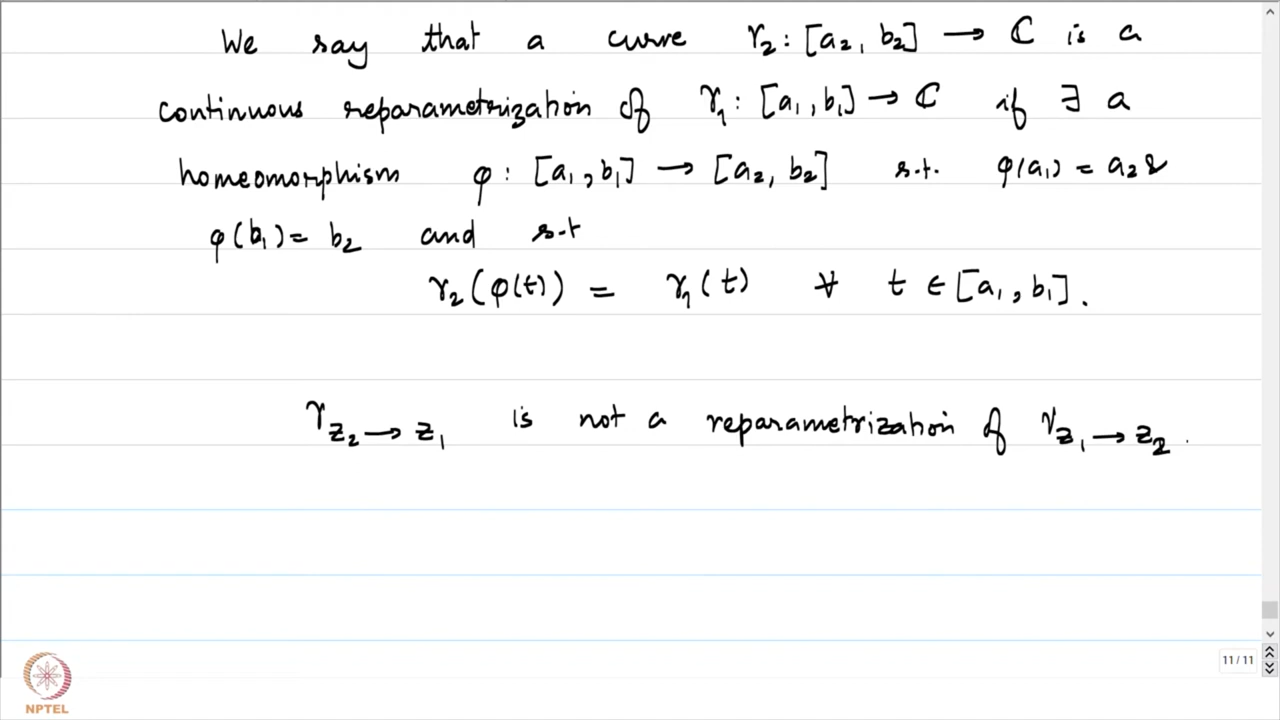 We say that a curve γ₂ : [a₂, b₂] → ℂ is a
continuous reparametrization of γ₁ : [a₁, b₁] → ℂ if ∃ a
homeomorphism φ : [a₁, b₁] → [a₂, b₂] s.t. φ(a₁) = a₂ &
φ(b₁) = b₂ and s.t
γ₂(φ(t)) = γ₁(t) ∀ t ∈ [a₁, b₁].
γ_{z₂→z₁} is not a reparametrization of γ_{z₁→z₂}.
11 / 11
NPTEL